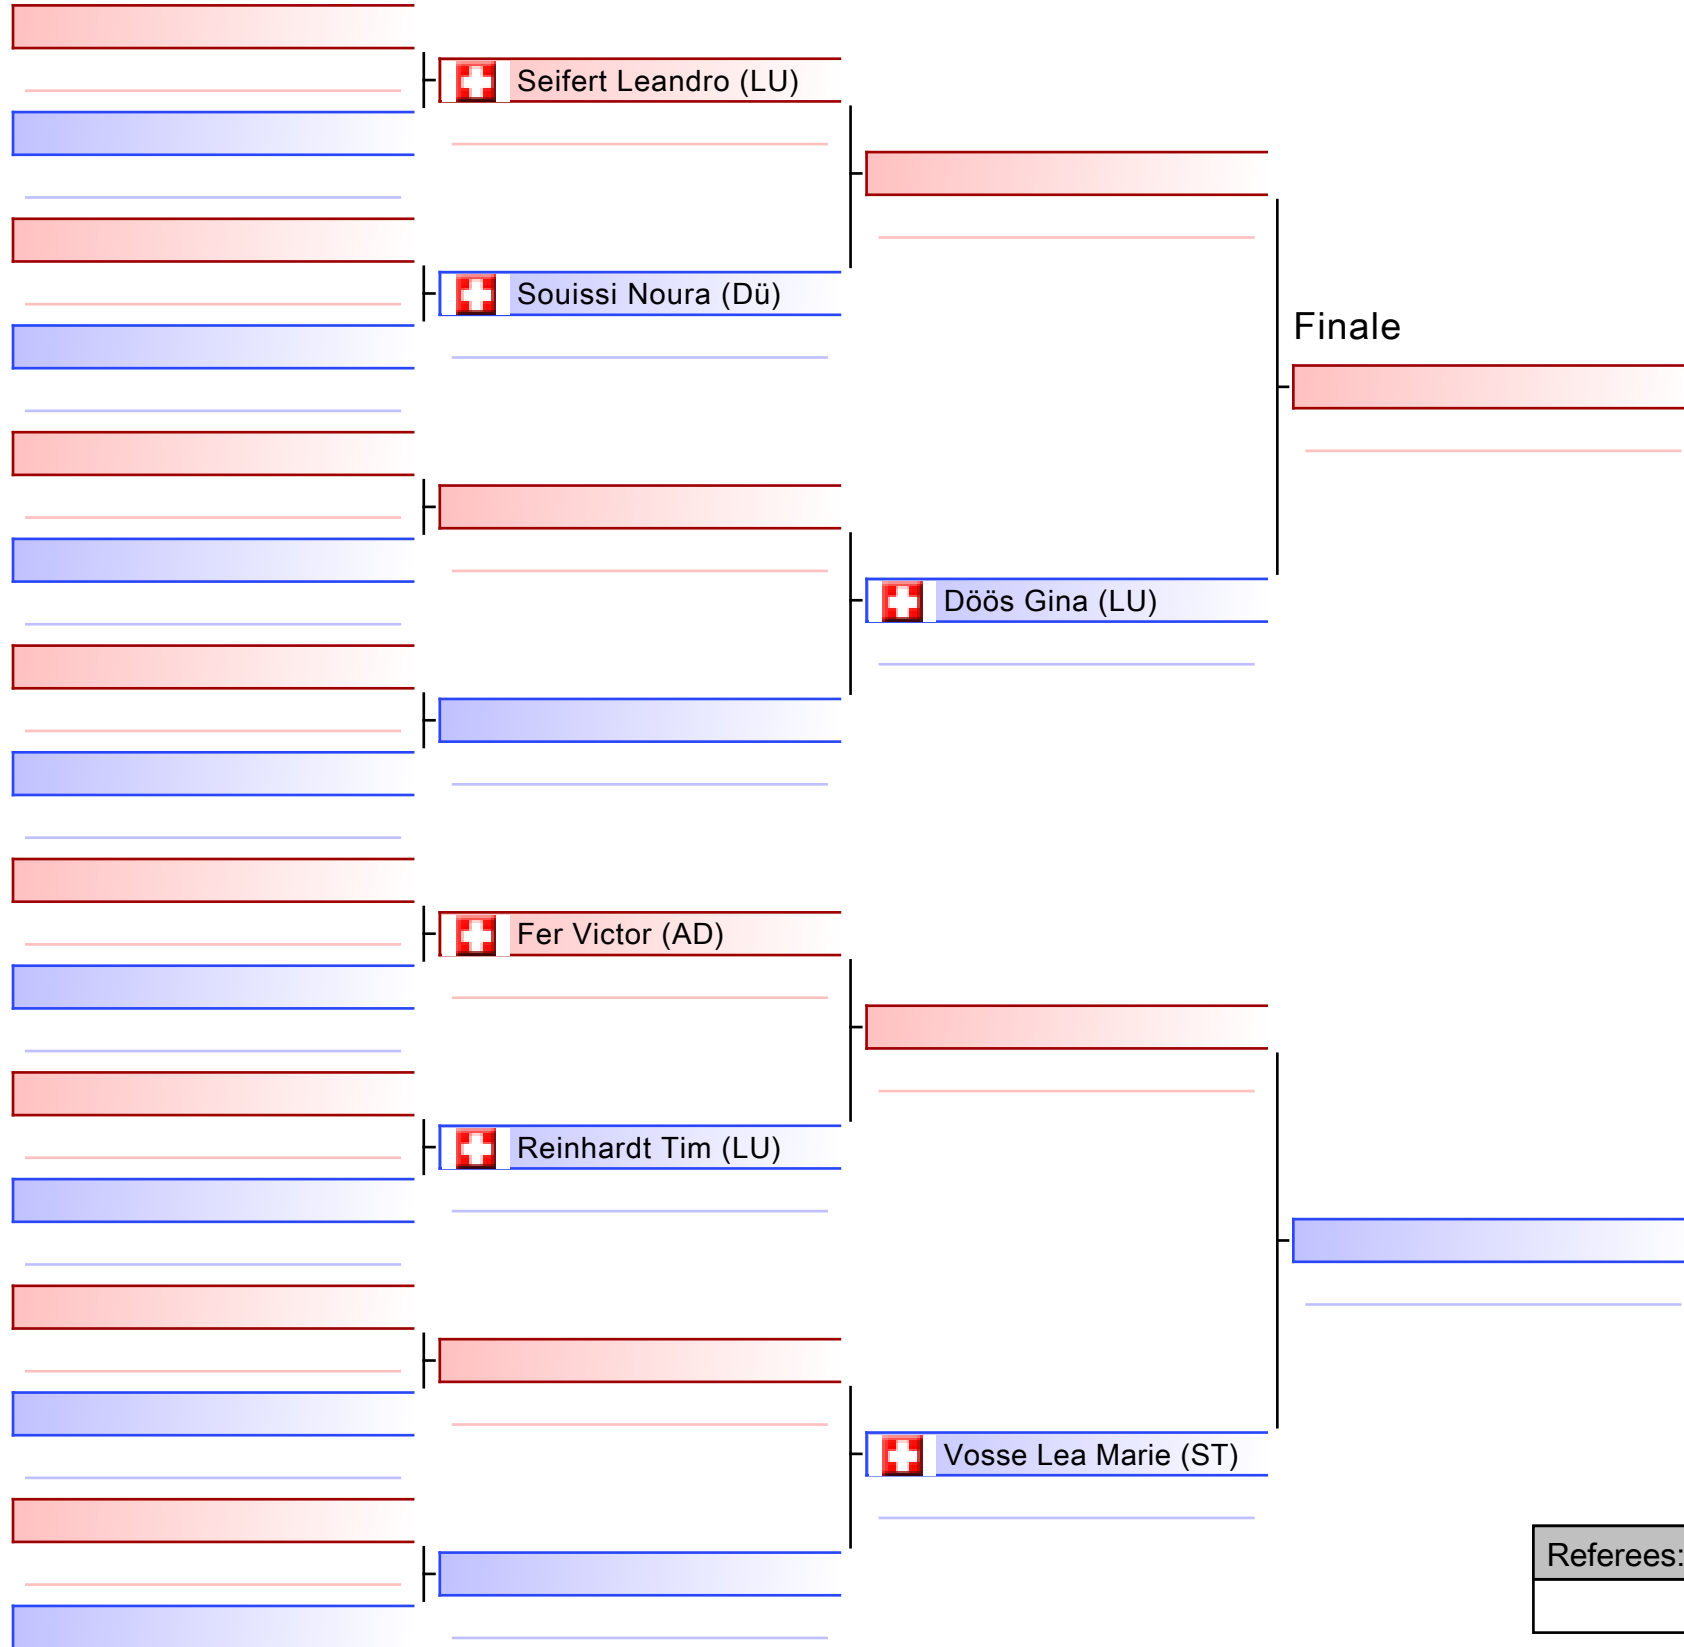 Seifert Leandro (LU)
Souissi Noura (Dü)
Finale
Döös Gina (LU)
Fer Victor (AD)
Reinhardt Tim (LU)
Vosse Lea Marie (ST)
Referees: